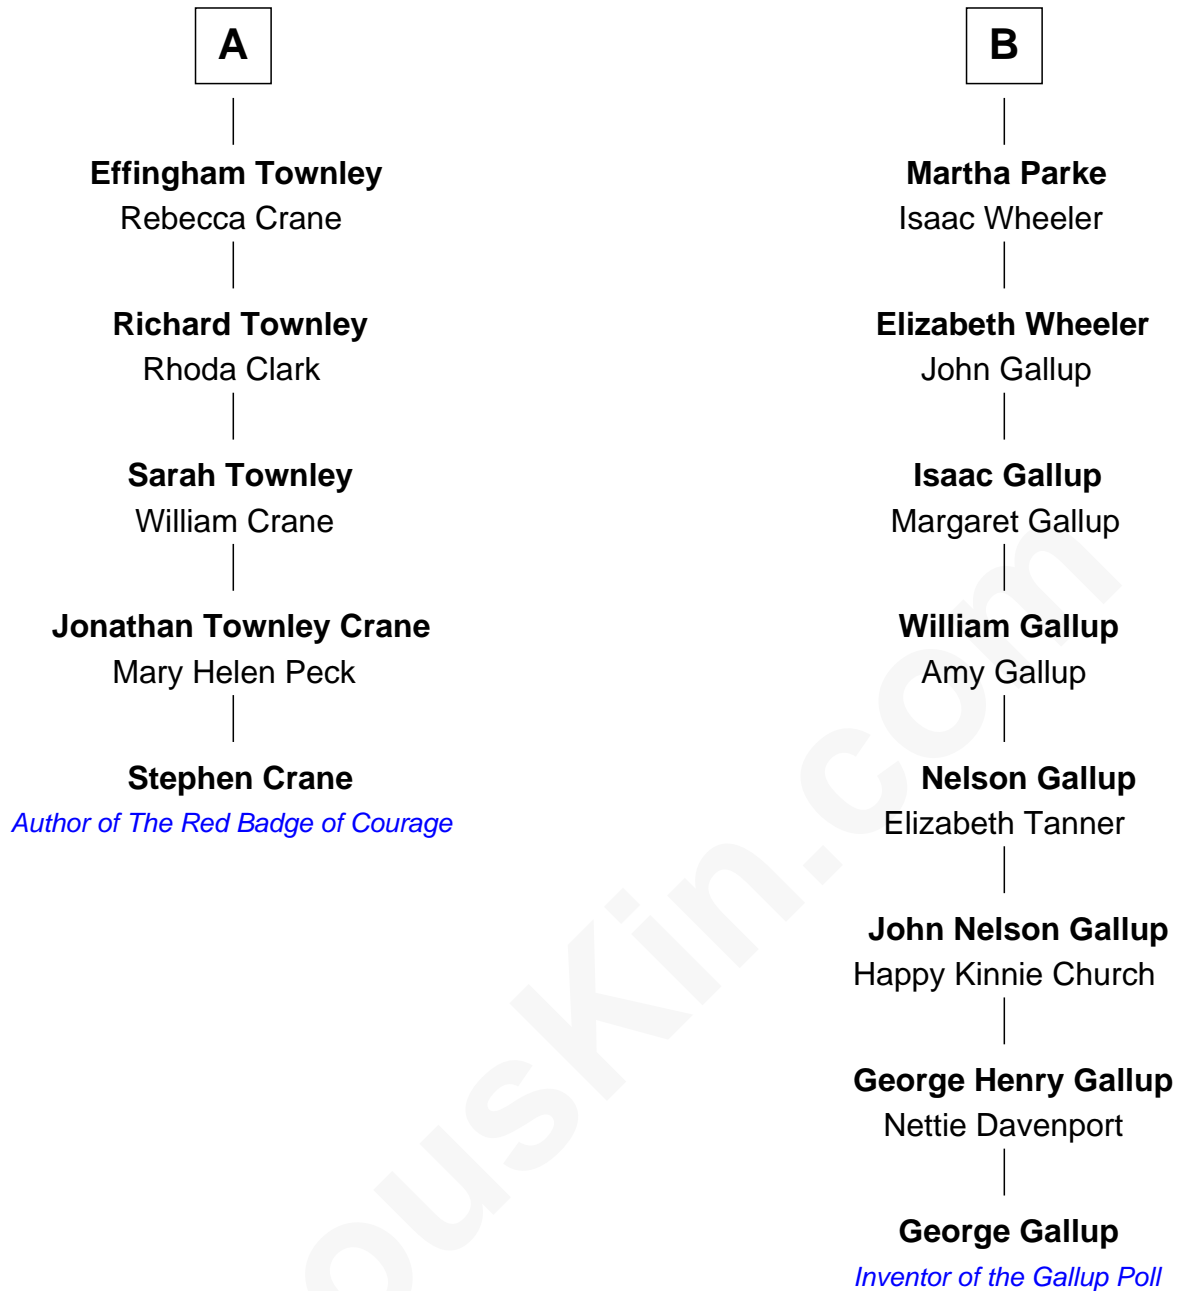 A
Effingham Townley
Rebecca Crane
Richard Townley
Rhoda Clark
Sarah Townley
William Crane
Jonathan Townley Crane
Mary Helen Peck
Stephen Crane
Author of The Red Badge of Courage
B
Martha Parke
Isaac Wheeler
Elizabeth Wheeler
John Gallup
Isaac Gallup
Margaret Gallup
William Gallup
Amy Gallup
Nelson Gallup
Elizabeth Tanner
John Nelson Gallup
Happy Kinnie Church
George Henry Gallup
Nettie Davenport
George Gallup
Inventor of the Gallup Poll
ousKin.com